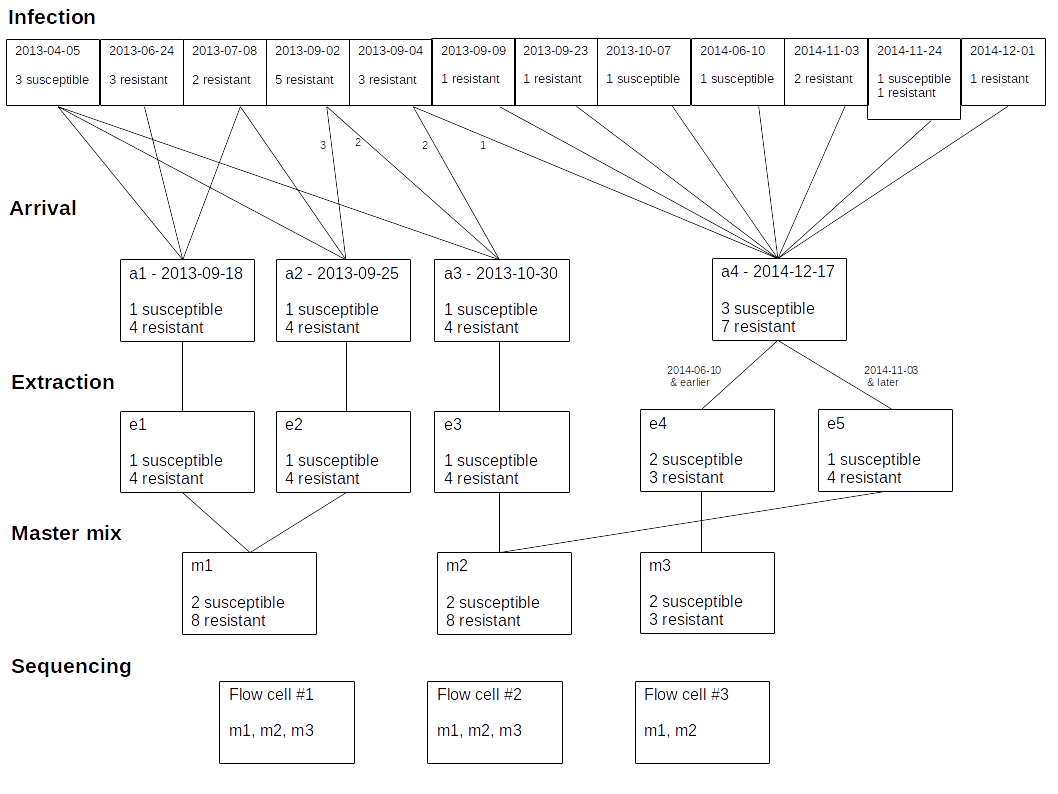 Infection
2013-04-05
3 susceptible
2013-06-24
3 resistant
2013-07-08
2 resistant
2013-09-02
5 resistant
2013-09-04
3 resistant
2013-09-09
1 resistant
2013-09-23
1 resistant
2013-10-07
1 susceptible
2014-06-10
1 susceptible
2014-11-03
2 resistant
2014-11-24
1 susceptible
1 resistant
2014-12-01
1 resistant
3
2
2
1
Arrival
a1 - 2013-09-18
1 susceptible
4 resistant
a2 - 2013-09-25
1 susceptible
4 resistant
a3 - 2013-10-30
1 susceptible
4 resistant
a4 - 2014-12-17
3 susceptible
7 resistant
2014-06-10
& earlier
2014-11-03
& later
Extraction
e1
1 susceptible
4 resistant
e2
1 susceptible
4 resistant
e3
1 susceptible
4 resistant
e4
2 susceptible
3 resistant
e5
1 susceptible
4 resistant
Master mix
m1
2 susceptible
8 resistant
m2
2 susceptible
8 resistant
m3
2 susceptible
3 resistant
Sequencing
Flow cell #1
m1, m2, m3
Flow cell #2
m1, m2, m3
Flow cell #3
m1, m2